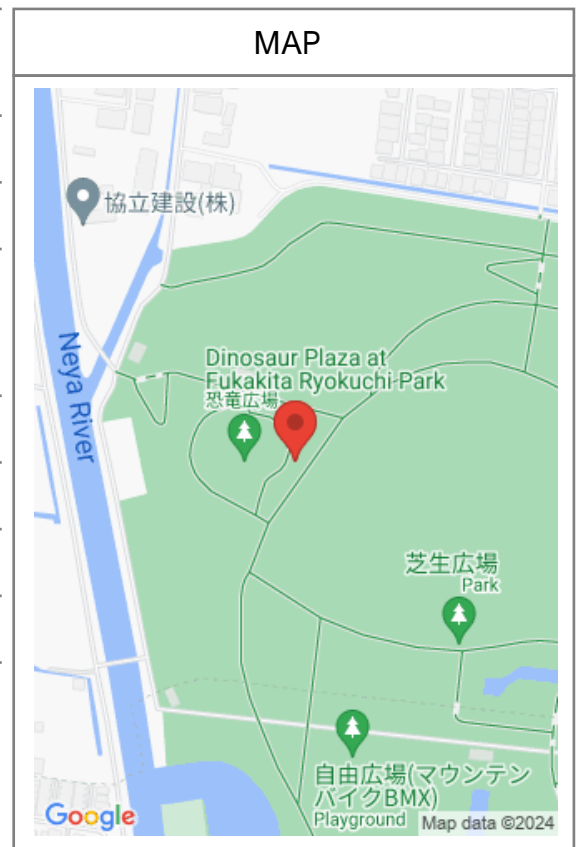 MAP
協立建設(株)
Neya River
Dinosaur Plaza at
Fukakita Ryokuchi Park
恐竜広場
芝生広場
Park
自由広場(マウンテン
バイクBMX)
Playground
Google
Map data ©2024